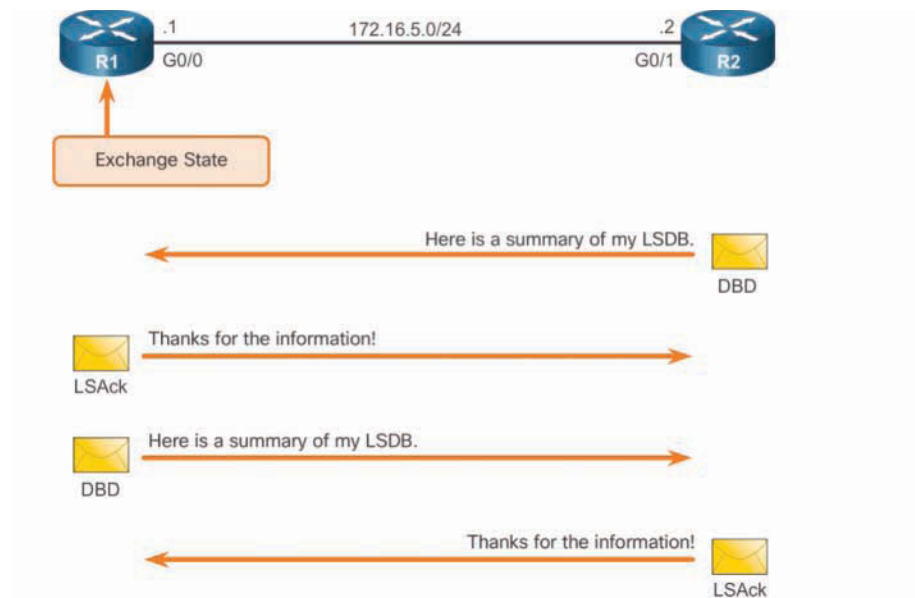 .1
172.16.5.0/24
.2
R1
G0/0
G0/1
R2
Exchange State
Here is a summary of my LSDB.
DBD
Thanks for the information!
LSAck
Here is a summary of my LSDB.
DBD
Thanks for the information!
LSAck